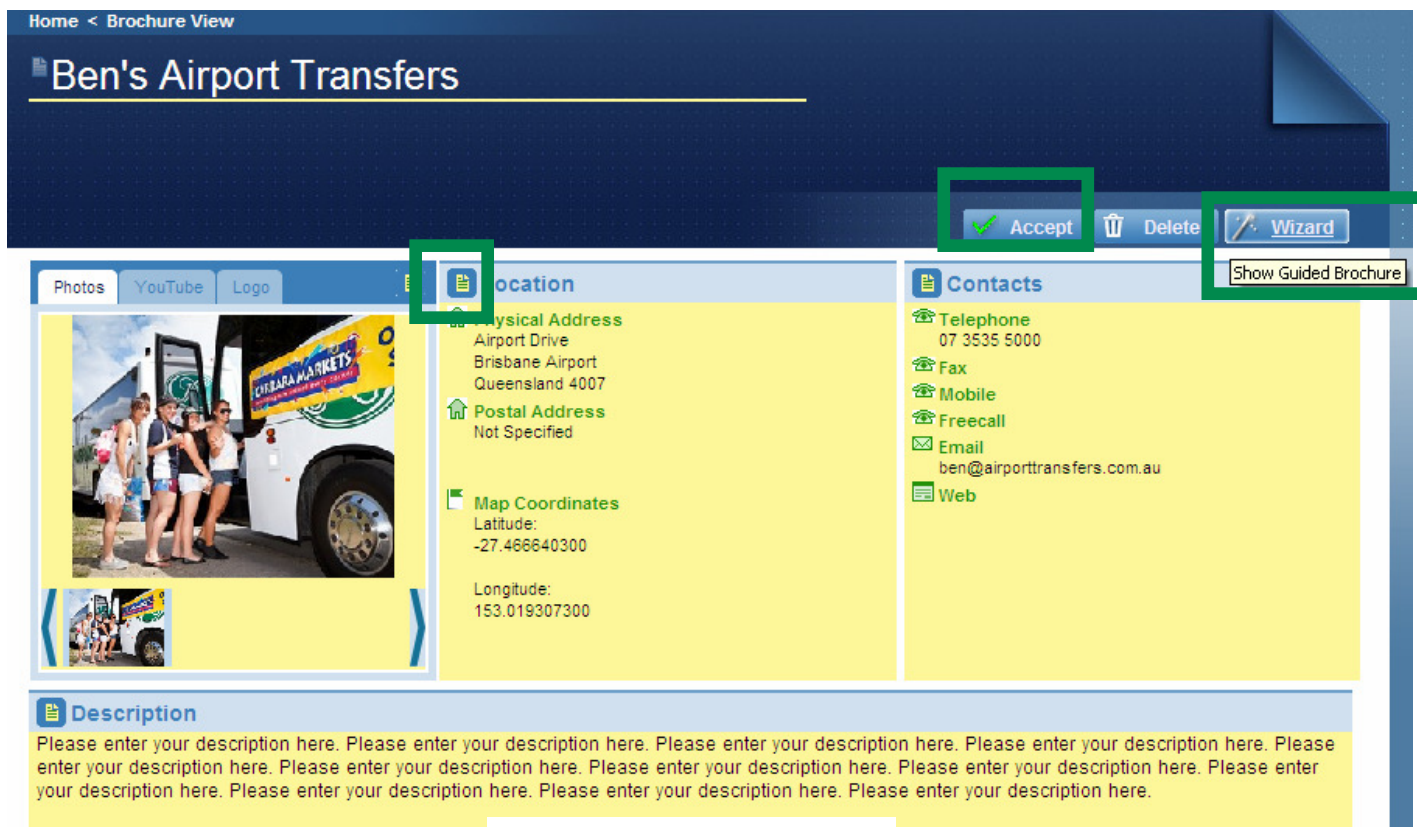 Home < Brochure View
Ben's Airport Transfers
Accept
Delete
Wizard
Show Guided Brochure
Photos
YouTube
Logo
CARRARA MARKETS
Location
Physical Address
Airport Drive
Brisbane Airport
Queensland 4007
Postal Address
Not Specified
Map Coordinates
Latitude:
-27.466640300
Longitude:
153.019307300
Contacts
Telephone
07 3535 5000
Fax
Mobile
Freecall
Email
ben@airporttransfers.com.au
Web
Description
Please enter your description here. Please enter your description here. Please enter your description here. Please enter your description here. Please
enter your description here. Please enter your description here. Please enter your description here. Please enter your description here. Please enter
your description here. Please enter your description here. Please enter your description here. Please enter your description here.